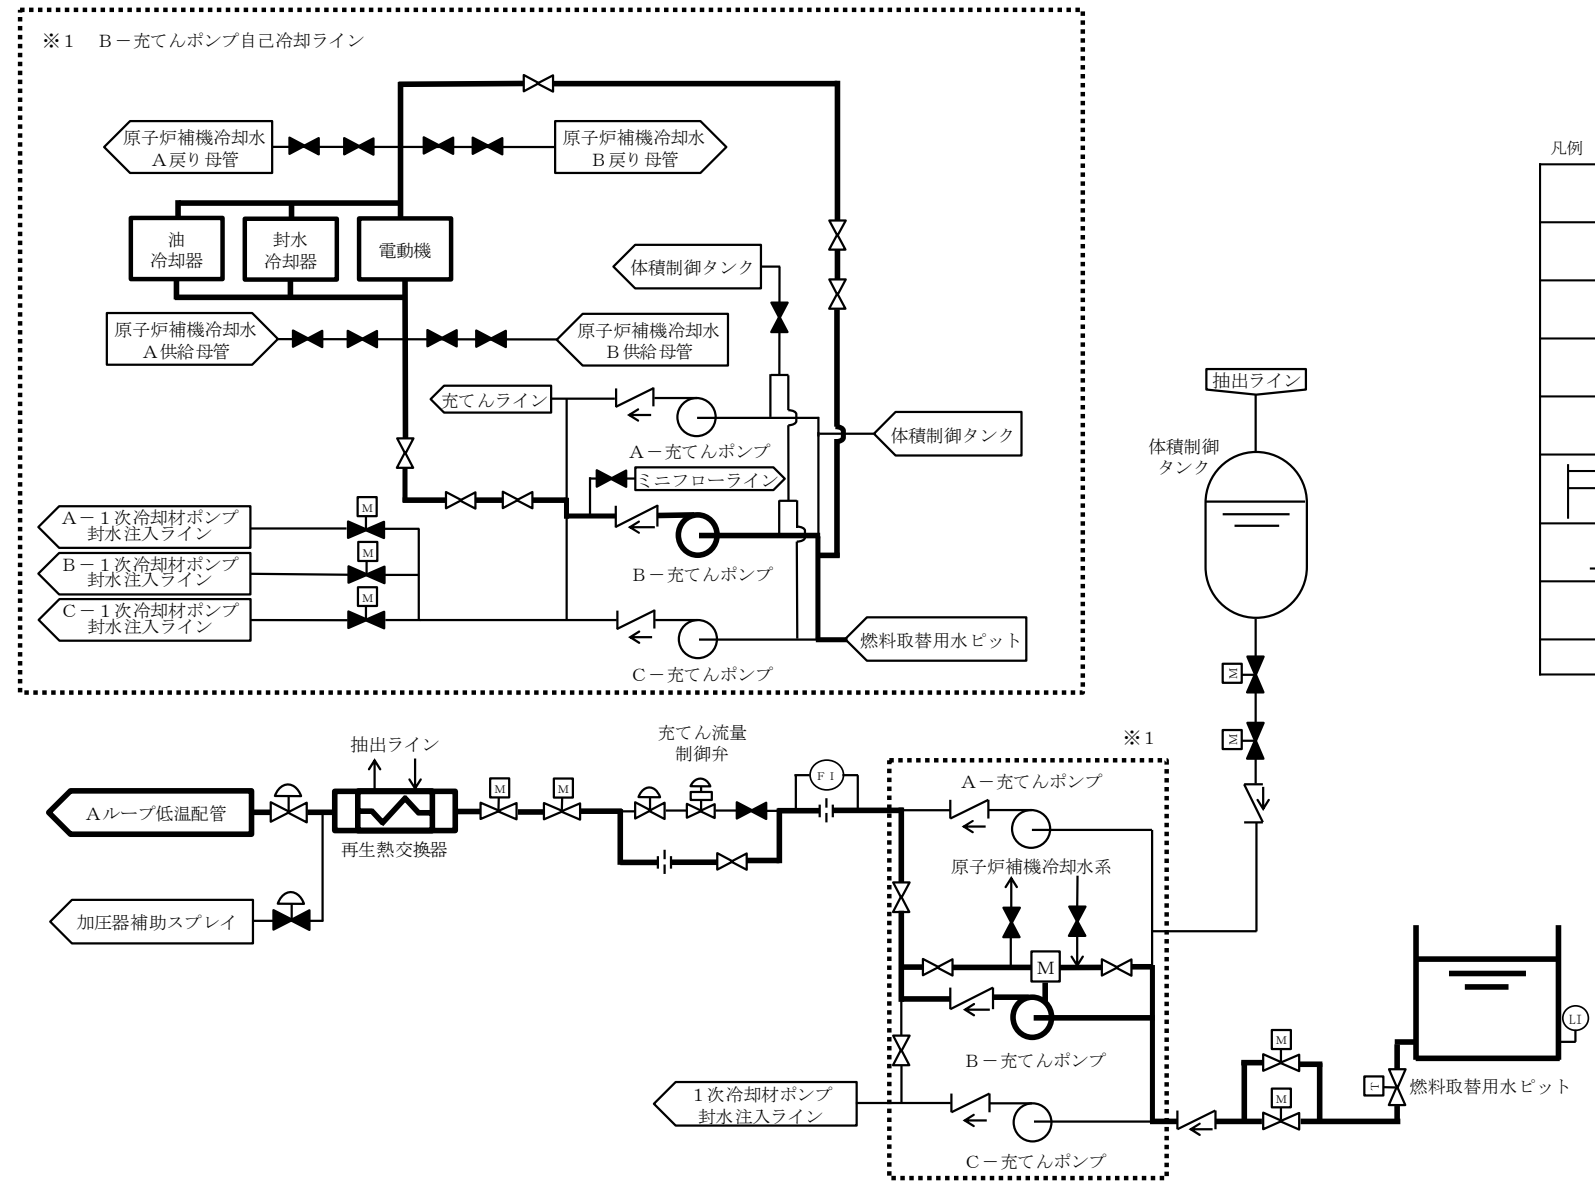 ※１　Ｂ－充てんポンプ自己冷却ライン
原子炉補機冷却水
Ａ戻り母管
原子炉補機冷却水
Ｂ戻り母管
油
冷却器
封水
冷却器
電動機
体積制御タンク
原子炉補機冷却水
Ａ供給母管
原子炉補機冷却水
Ｂ供給母管
充てんライン
Ａ－充てんポンプ
体積制御タンク
ミニフローライン
Ａ－１次冷却材ポンプ
封水注入ライン
M
Ｂ－１次冷却材ポンプ
封水注入ライン
M
Ｂ－充てんポンプ
Ｃ－１次冷却材ポンプ
封水注入ライン
M
燃料取替用水ピット
Ｃ－充てんポンプ
凡例
抽出ライン
体積制御
タンク
M
M
※１
抽出ライン
充てん流量
制御弁
Ａループ低温配管
M
M
ＦＩ
再生熱交換器
加圧器補助スプレイ
Ａ－充てんポンプ
原子炉補機冷却水系
M
Ｂ－充てんポンプ
１次冷却材ポンプ
封水注入ライン
Ｃ－充てんポンプ
M
M
T
LI
燃料取替用水ピット